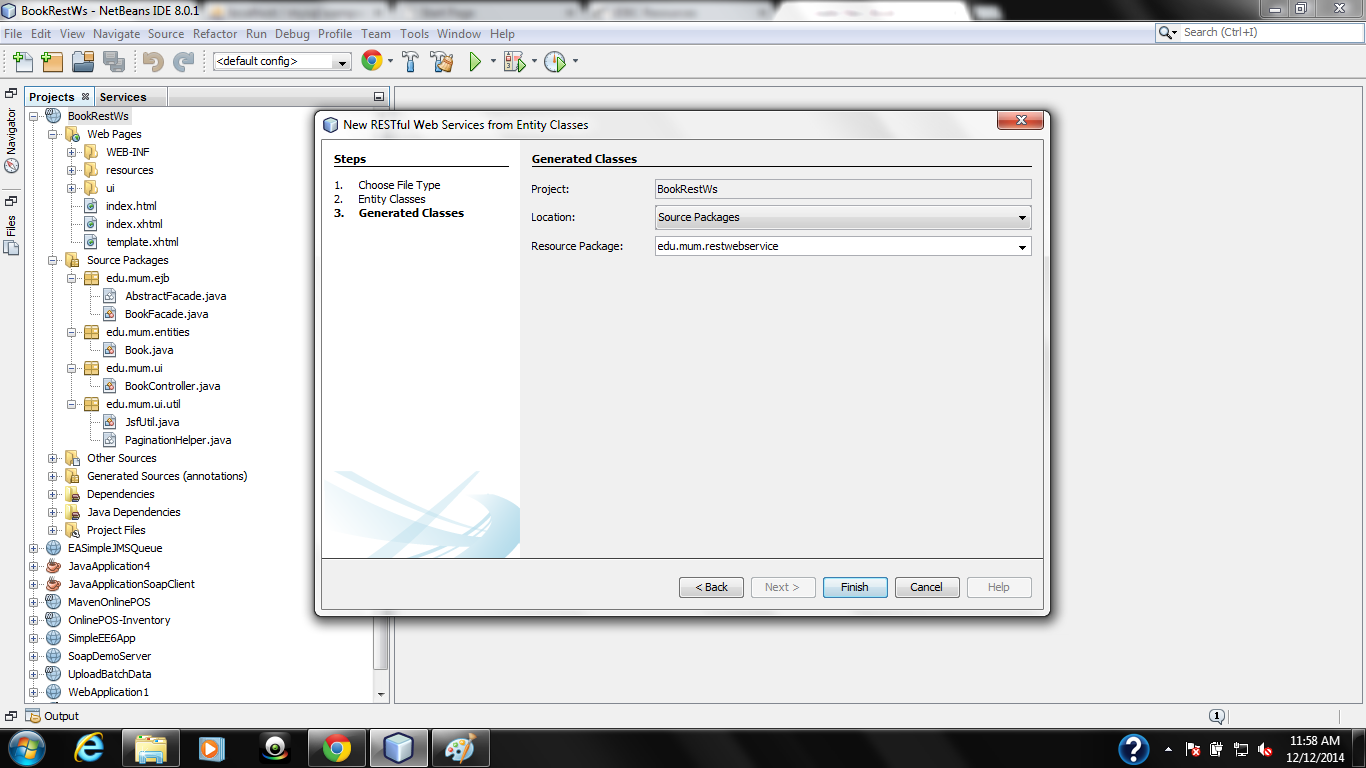 BookRestWs - NetBeans IDE 8.0.1
File Edit View Navigate Source Refactor Run Debug Profile Team Tools Window Help
Search (Ctrl+I)
<default config>
Projects Services
Navigator
Files
BookRestWs
Web Pages
WEB-INF
resources
ui
index.html
index.xhtml
template.xhtml
Source Packages
edu.mum.ejb
AbstractFacade.java
BookFacade.java
edu.mum.entities
Book.java
edu.mum.ui
BookController.java
edu.mum.ui.util
JsfUtil.java
PaginationHelper.java
Other Sources
Generated Sources (annotations)
Dependencies
Java Dependencies
Project Files
EASimpleJMSQueue
JavaApplication4
JavaApplicationSoapClient
MavenOnlinePOS
OnlinePOS-Inventory
SimpleEE6App
SoapDemoServer
UploadBatchData
WebApplication1
New RESTful Web Services from Entity Classes
Steps
1. Choose File Type
2. Entity Classes
3. Generated Classes
Generated Classes
Project: BookRestWs
Location: Source Packages
Resource Package: edu.mum.restwebservice
< Back Next > Finish Cancel Help
Output
1
11:58 AM
12/12/2014